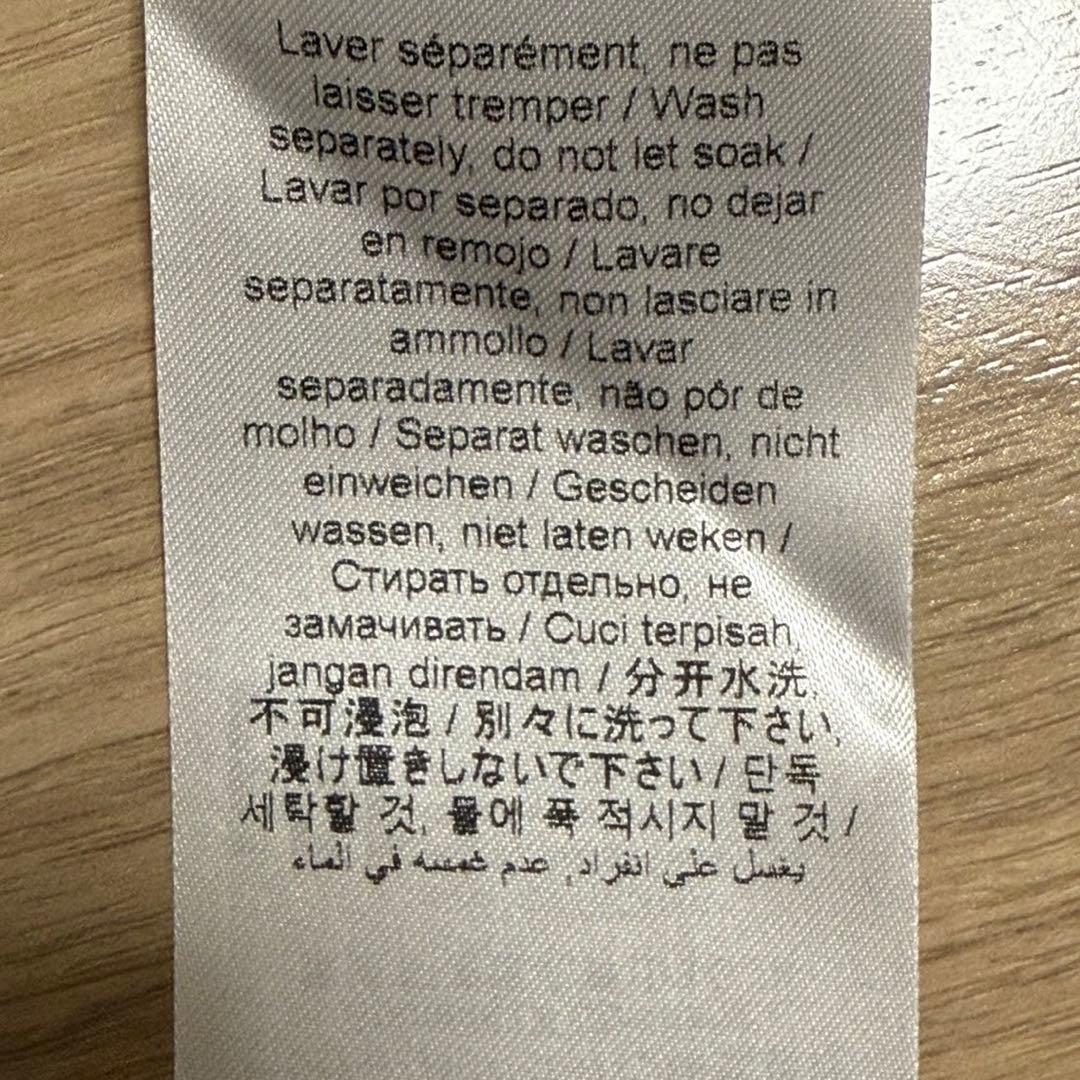 Laver séparément, ne pas
laisser tremper / Wash
separately, do not let soak /
Lavar por separado, no dejar
en remojo / Lavare
separatamente, non lasciare in
ammollo / Lavar
separadamente, não pôr de
molho / Separat waschen, nicht
einweichen / Gescheiden
wassen, niet laten weken /
Стирать отдельно, не
замачивать / Cuci terpisah,
jangan direndam / 分开水洗,
不可浸泡 / 別々に洗って下さい,
浸け置きしないで下さい / 단독
세탁할 것, 물에 푹 적시지 말 것 /
يغسل على انفراد, عدم غمسه في الماء